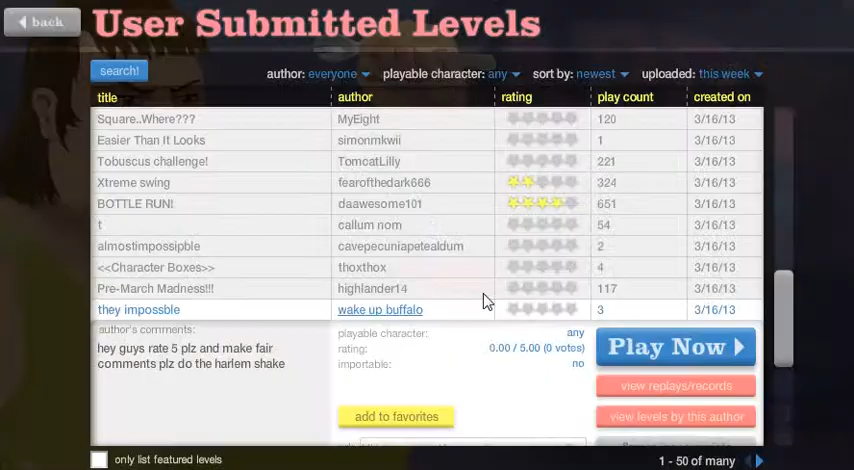 back
User Submitted Levels
search!
author: everyone playable character: any sort by: newest uploaded: this week
title author rating play count created on
Square..Where??? MyEight 120 3/16/13
Easier Than It Looks simonmkwii 1 3/16/13
Tobuscus challenge! TomcatLilly 221 3/16/13
Xtreme swing fearofthedark666 324 3/16/13
BOTTLE RUN! daawesome101 651 3/16/13
t callum nom 54 3/16/13
almostimpossipble cavepecuniapetealdum 2 3/16/13
<<Character Boxes>> thoxthox 4 3/16/13
Pre-March Madness!!! highlander14 117 3/16/13
they impossble wake up buffalo 3 3/16/13
author's comments:
hey guys rate 5 plz and make fair
comments plz do the harlem shake
playable character: any
rating: 0.00 / 5.00 (0 votes)
importable: no
add to favorites
Play Now
view replays/records
view levels by this author
only list featured levels
1 - 50 of many